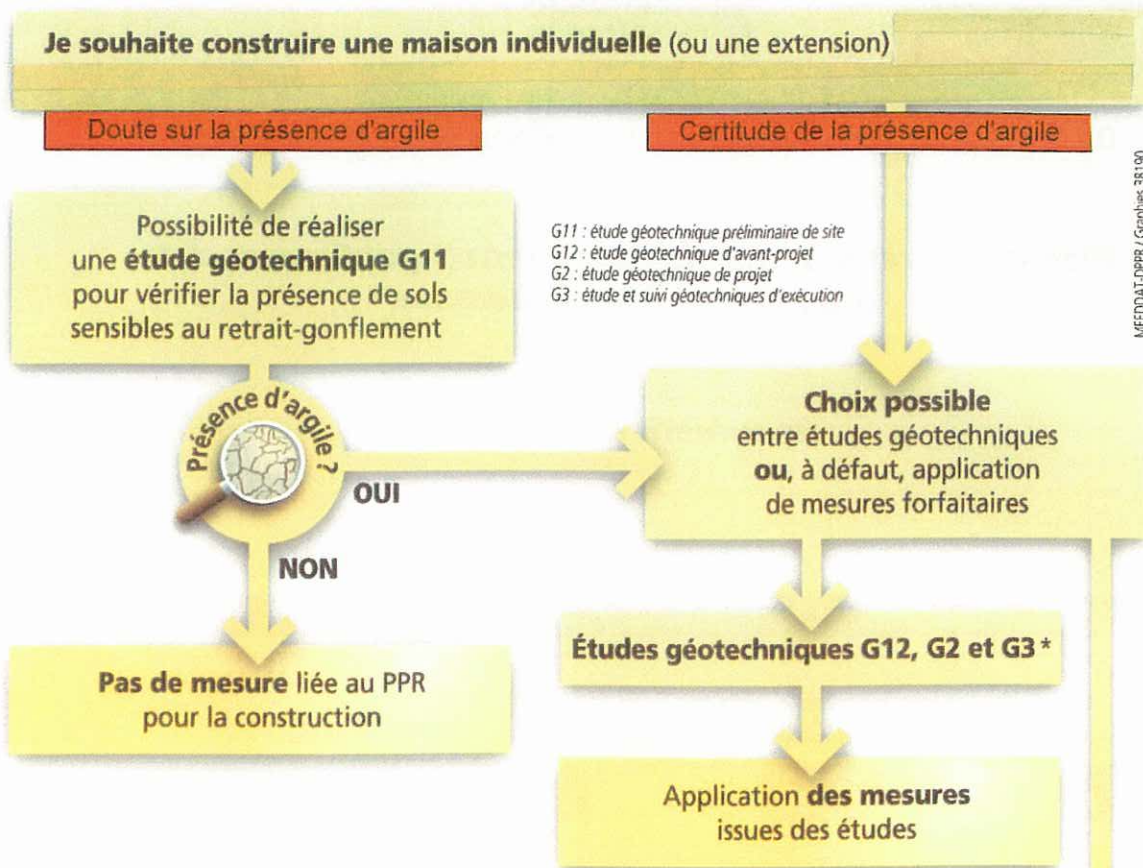 Je souhaite construire une maison individuelle (ou une extension)
Doute sur la présence d'argile
Certitude de la présence d'argile
Possibilité de réaliser
une étude géotechnique G11
pour vérifier la présence de sols
sensibles au retrait-gonflement
G11 : étude géotechnique préliminaire de site
G12 : étude géotechnique d'avant-projet
G2 : étude géotechnique de projet
G3 : étude et suivi géotechniques d'exécution
MEEDDAT-DPPR / Graphies 38190
Présence d'argile ?
OUI
NON
Choix possible
entre études géotechniques
ou, à défaut, application
de mesures forfaitaires
Pas de mesure liée au PPR
pour la construction
Études géotechniques G12, G2 et G3 *
Application des mesures
issues des études